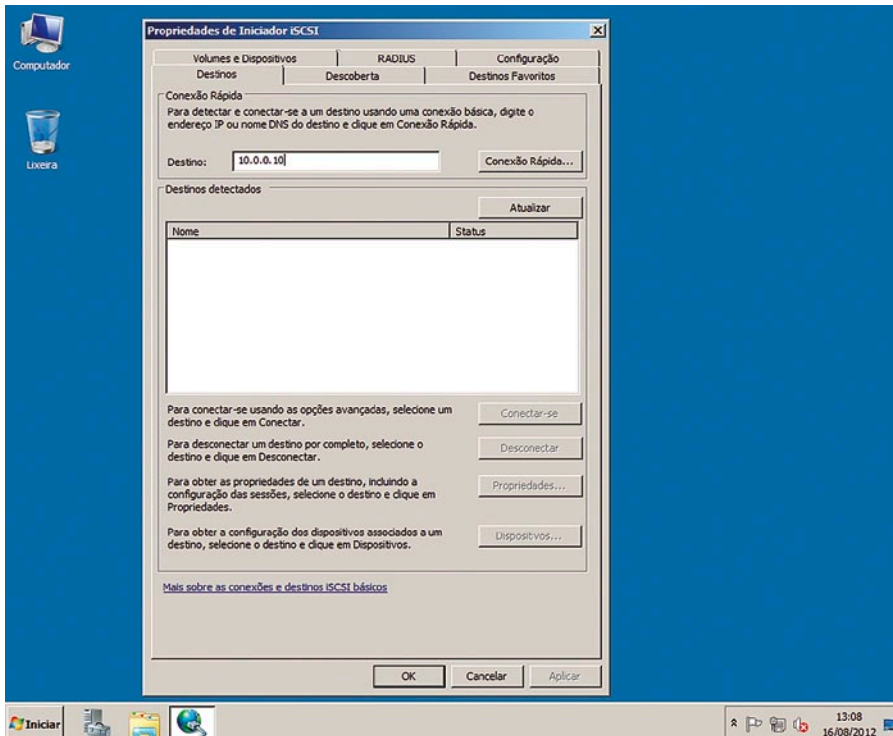 Computador
Lixeira
Propriedades de Iniciador iSCSI
Volumes e Dispositivos
RADIUS
Configuração
Destinos
Descoberta
Destinos Favoritos
Conexão Rápida
Para detectar e conectar-se a um destino usando uma conexão básica, digite o
endereço IP ou nome DNS do destino e clique em Conexão Rápida.
Destino:
10.0.0.10
Conexão Rápida...
Destinos detectados
Atualizar
Nome
Status
Para conectar-se usando as opções avançadas, selecione um
destino e clique em Conectar.
Conectar-se
Para desconectar um destino por completo, selecione o
destino e clique em Desconectar.
Desconectar
Para obter as propriedades de um destino, incluindo a
configuração das sessões, selecione o destino e clique em
Propriedades.
Propriedades...
Para obter a configuração dos dispositivos associados a um
destino, selecione o destino e clique em Dispositivos.
Dispositvos...
Mais sobre as conexões e destinos iSCSI básicos
OK
Cancelar
Aplicar
Iniciar
13:08
16/08/2012